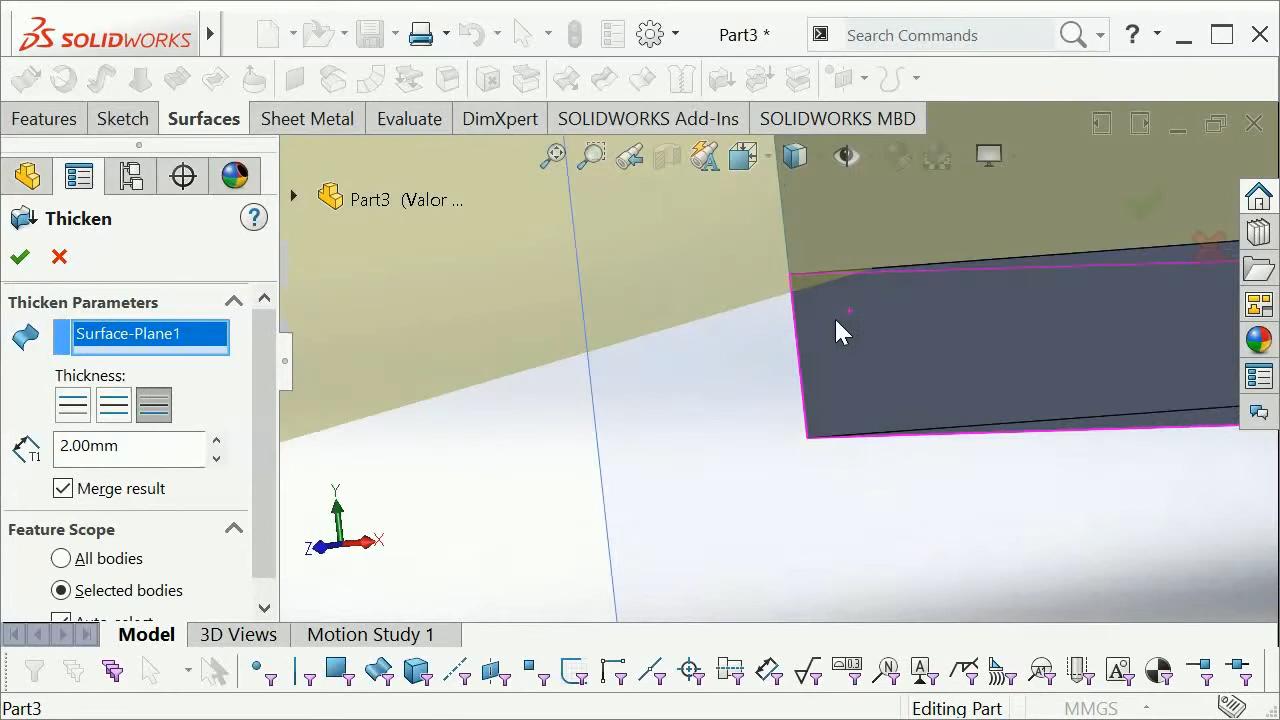 SOLIDWORKS
Part3 *
Search Commands
?
Features
Sketch
Surfaces
Sheet Metal
Evaluate
DimXpert
SOLIDWORKS Add-Ins
SOLIDWORKS MBD
Part3 (Valor ...
Thicken
?
Thicken Parameters
Surface-Plane1
Thickness:
T1
2.00mm
Merge result
Feature Scope
All bodies
Selected bodies
Y
Z
X
Model
3D Views
Motion Study 1
Part3
Editing Part
MMGS